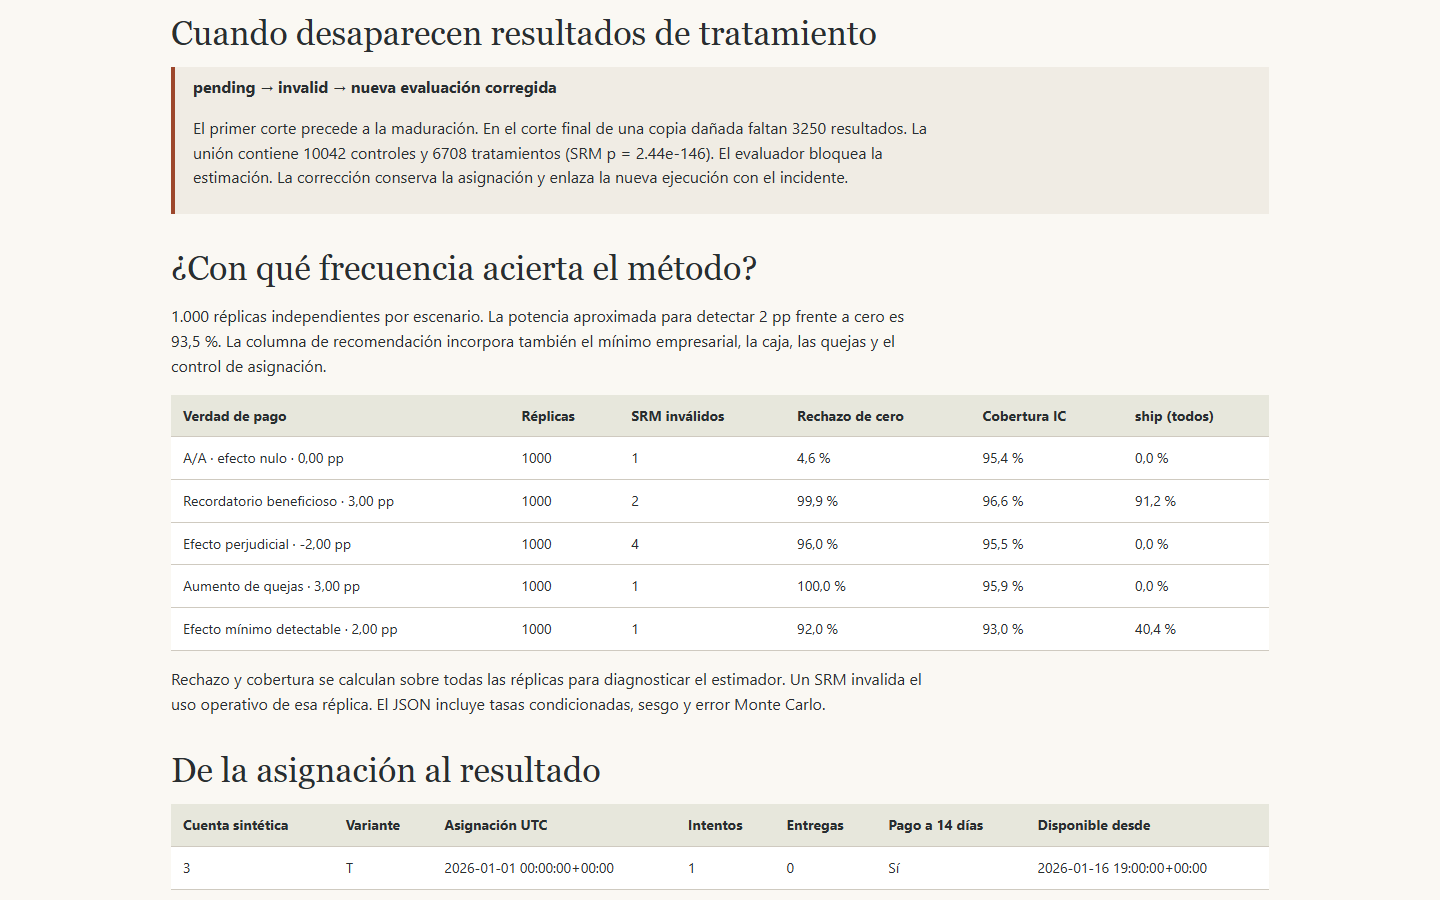 Cuando desaparecen resultados de tratamiento
pending → invalid → nueva evaluación corregida
El primer corte precede a la maduración. En el corte final de una copia dañada faltan 3250 resultados. La
unión contiene 10042 controles y 6708 tratamientos (SRM p = 2.44e-146). El evaluador bloquea la
estimación. La corrección conserva la asignación y enlaza la nueva ejecución con el incidente.
¿Con qué frecuencia acierta el método?
1.000 réplicas independientes por escenario. La potencia aproximada para detectar 2 pp frente a cero es
93,5 %. La columna de recomendación incorpora también el mínimo empresarial, la caja, las quejas y el
control de asignación.
Verdad de pago Réplicas SRM inválidos Rechazo de cero Cobertura IC ship (todos)
A/A · efecto nulo · 0,00 pp 1000 1 4,6 % 95,4 % 0,0 %
Recordatorio beneficioso · 3,00 pp 1000 2 99,9 % 96,6 % 91,2 %
Efecto perjudicial · -2,00 pp 1000 4 96,0 % 95,5 % 0,0 %
Aumento de quejas · 3,00 pp 1000 1 100,0 % 95,9 % 0,0 %
Efecto mínimo detectable · 2,00 pp 1000 1 92,0 % 93,0 % 40,4 %
Rechazo y cobertura se calculan sobre todas las réplicas para diagnosticar el estimador. Un SRM invalida el
uso operativo de esa réplica. El JSON incluye tasas condicionadas, sesgo y error Monte Carlo.
De la asignación al resultado
Cuenta sintética Variante Asignación UTC Intentos Entregas Pago a 14 días Disponible desde
3 T 2026-01-01 00:00:00+00:00 1 0 Sí 2026-01-16 19:00:00+00:00